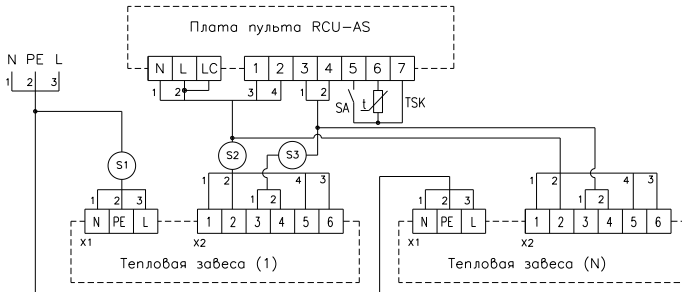 Плата пульта RCU-AS
N PE L
N L LC 1 2 3 4 5 6 7
1 2 3
1 2 3 4 1 2
SA t TSK
S1 S2 S3
1 2 4 3
1 2
1 2 4 3
1 2
1 2 3
1 2 3
N PE L
1 2 3 4 5 6
N PE L
1 2 3 4 5 6
X1 X2 X1 X2
Тепловая завеса (1)
Тепловая завеса (N)